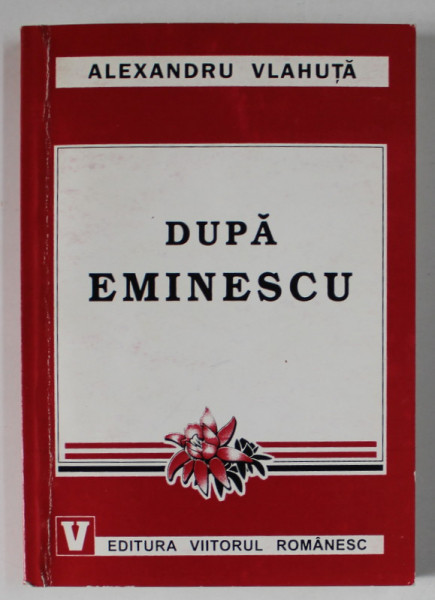 ALEXANDRU VLAHUȚĂ
DUPĂ
EMINESCU
V EDITURA VIITORUL ROMÂNESC